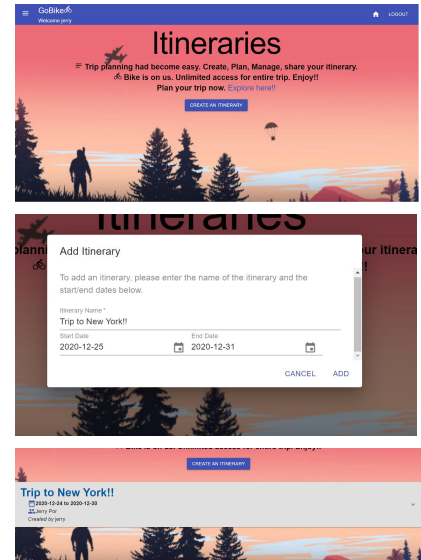 GoBike
Welcome jerry
LOGOUT
Itineraries
Trip planning had become easy. Create, Plan, Manage, share your itinerary.
Bike is on us. Unlimited access for entire trip. Enjoy!!
Plan your trip now. Explore here!!
CREATE AN ITINERARY
Itineraries
plann
ur itinera
!
Add Itinerary
To add an itinerary, please enter the name of the itinerary and the
start/end dates below.
Itinerary Name *
Trip to New York!!
Start Date
End Date
2020-12-25
2020-12-31
CANCEL
ADD
CREATE AN ITINERARY
Trip to New York!!
2020-12-24 to 2020-12-30
Jerry Por
Created by jerry